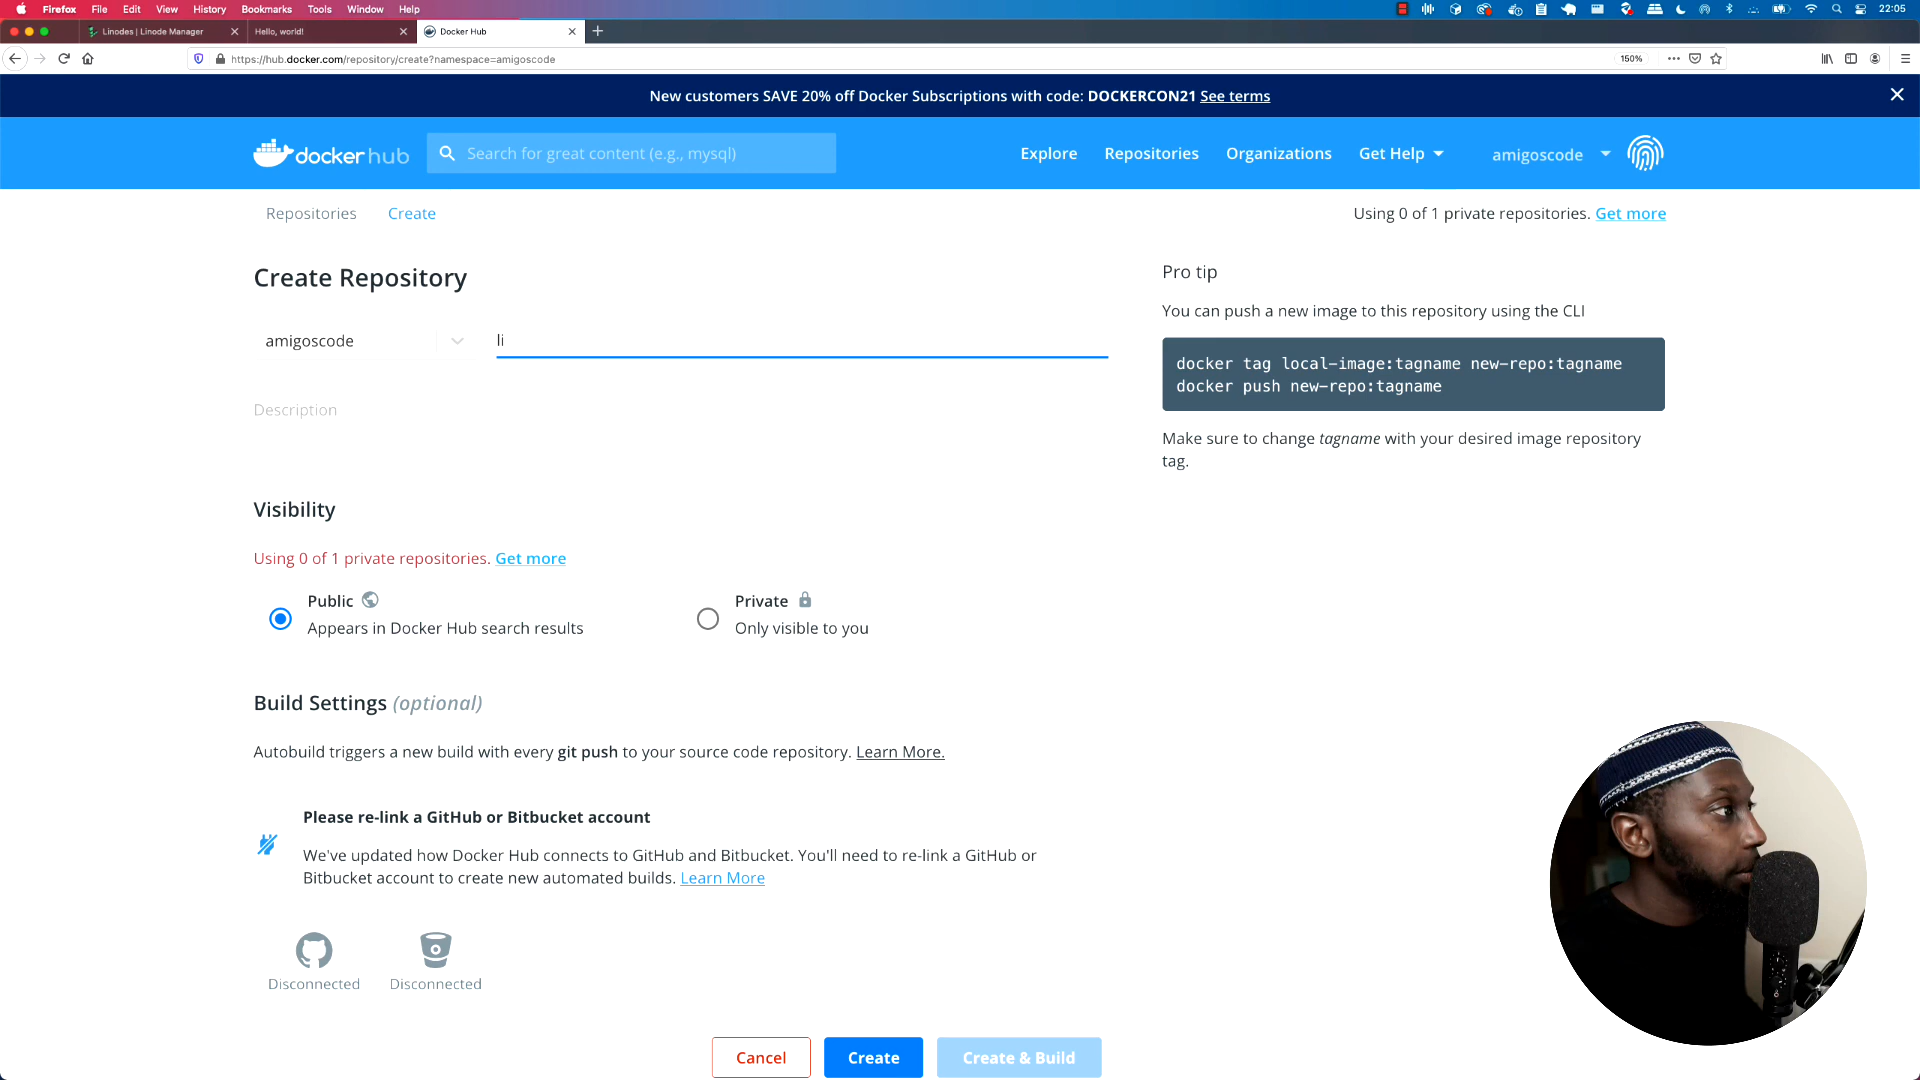 Firefox File Edit View History Bookmarks Tools Window Help 22:05
Linodes | Linode Manager Hello, world! Docker Hub
https://hub.docker.com/repository/create?namespace=amigoscode 150%
New customers SAVE 20% off Docker Subscriptions with code: DOCKERCON21 See terms
docker hub Search for great content (e.g., mysql) Explore Repositories Organizations Get Help amigoscode
Repositories Create Using 0 of 1 private repositories. Get more
Create Repository
amigoscode li
Description
Pro tip
You can push a new image to this repository using the CLI
docker tag local-image:tagname new-repo:tagname
docker push new-repo:tagname
Make sure to change tagname with your desired image repository
tag.
Visibility
Using 0 of 1 private repositories. Get more
Public Private
Appears in Docker Hub search results Only visible to you
Build Settings (optional)
Autobuild triggers a new build with every git push to your source code repository. Learn More.
Please re-link a GitHub or Bitbucket account
We've updated how Docker Hub connects to GitHub and Bitbucket. You'll need to re-link a GitHub or
Bitbucket account to create new automated builds. Learn More
Disconnected Disconnected
Cancel Create Create & Build